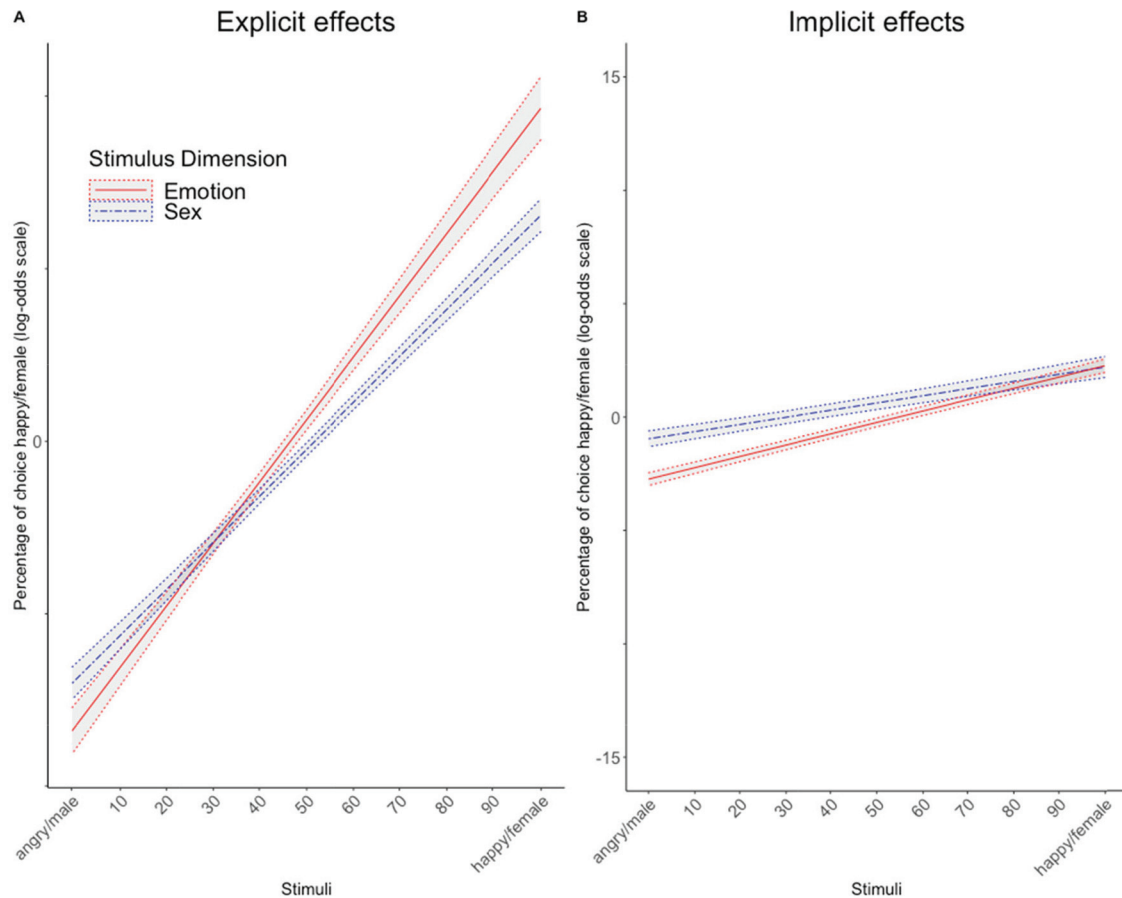 A
Explicit effects
Percentage of choice happy/female (log-odds scale)
Stimulus Dimension
Emotion
Sex
0
angry/male
10
20
30
40
50
60
70
80
90
happy/female
Stimuli
B
Implicit effects
Percentage of choice happy/female (log-odds scale)
15
0
-15
angry/male
10
20
30
40
50
60
70
80
90
happy/female
Stimuli